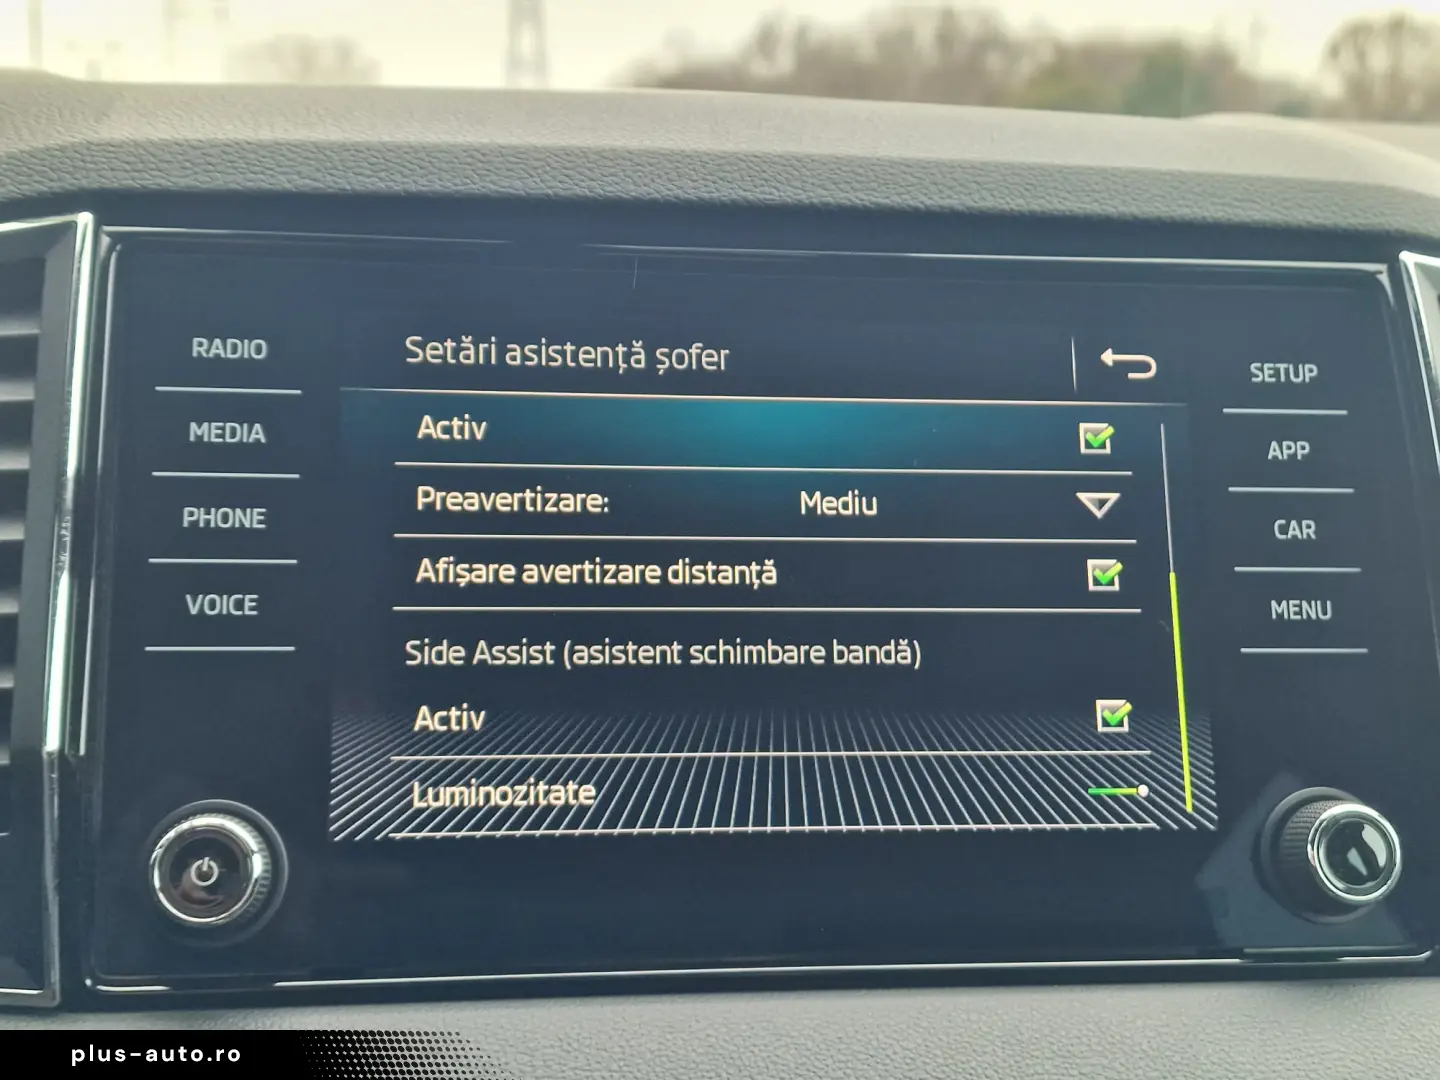 RADIO
MEDIA
PHONE
VOICE
Setări asistență șofer
Activ
Preavertizare: Mediu
Afișare avertizare distanță
Side Assist (asistent schimbare bandă)
Activ
Luminozitate
SETUP
APP
CAR
MENU
plus-auto.ro